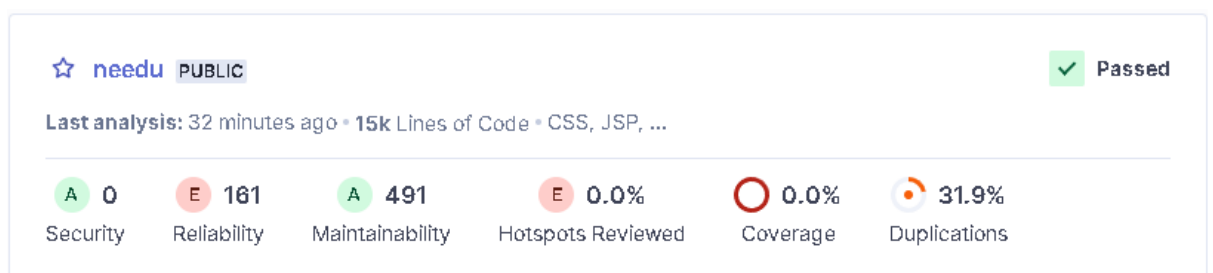 needu PUBLIC Passed
Last analysis: 32 minutes ago • 15k Lines of Code • CSS, JSP, ...
A 0 E 161 A 491 E 0.0% 0.0% 31.9%
Security Reliability Maintainability Hotspots Reviewed Coverage Duplications